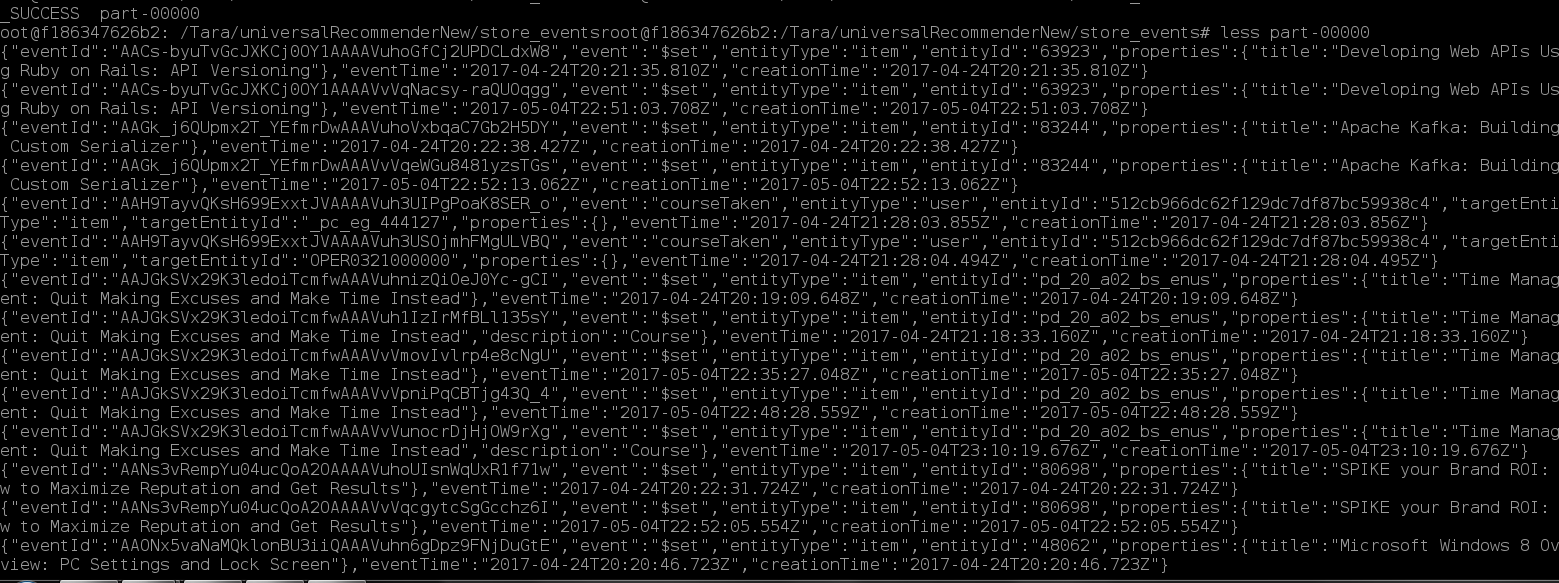 _SUCCESS  part-00000
oot@f186347626b2: /Tara/universalRecommenderNew/store_eventsroot@f186347626b2:/Tara/universalRecommenderNew/store_events# less part-00000
{"eventId":"AACs-byuTvGcJXKCj0OY1AAAAVuhoGfCj2UPDCLdxW8","event":"$set","entityType":"item","entityId":"63923","properties":{"title":"Developing Web APIs Us
g Ruby on Rails: API Versioning"},"eventTime":"2017-04-24T20:21:35.810Z","creationTime":"2017-04-24T20:21:35.810Z"}
{"eventId":"AACs-byuTvGcJXKCj0OY1AAAAVvVqNacsy-raQUOqgg","event":"$set","entityType":"item","entityId":"63923","properties":{"title":"Developing Web APIs Us
g Ruby on Rails: API Versioning"},"eventTime":"2017-05-04T22:51:03.708Z","creationTime":"2017-05-04T22:51:03.708Z"}
{"eventId":"AAGk_j6QUpmx2T_YEfmrDwAAAVuhoVxbqaC7Gb2H5DY","event":"$set","entityType":"item","entityId":"83244","properties":{"title":"Apache Kafka: Building
 Custom Serializer"},"eventTime":"2017-04-24T20:22:38.427Z","creationTime":"2017-04-24T20:22:38.427Z"}
{"eventId":"AAGk_j6QUpmx2T_YEfmrDwAAAVvVqeWGu8481yzsTGs","event":"$set","entityType":"item","entityId":"83244","properties":{"title":"Apache Kafka: Building
 Custom Serializer"},"eventTime":"2017-05-04T22:52:13.062Z","creationTime":"2017-05-04T22:52:13.062Z"}
{"eventId":"AAH9TayvQKsH699ExxtJVAAAAVuh3UIPgPoaK8SER_o","event":"courseTaken","entityType":"user","entityId":"512cb966dc62f129dc7df87bc59938c4","targetEnti
Type":"item","targetEntityId":"_pc_eg_444127","properties":{},"eventTime":"2017-04-24T21:28:03.855Z","creationTime":"2017-04-24T21:28:03.856Z"}
{"eventId":"AAH9TayvQKsH699ExxtJVAAAAVuh3USOjmhFMgULVBQ","event":"courseTaken","entityType":"user","entityId":"512cb966dc62f129dc7df87bc59938c4","targetEnti
Type":"item","targetEntityId":"OPER0321000000","properties":{},"eventTime":"2017-04-24T21:28:04.494Z","creationTime":"2017-04-24T21:28:04.495Z"}
{"eventId":"AAJGkSVx29K3ledoiTcmfwAAAVuhnizQiOeJ0Yc-gCI","event":"$set","entityType":"item","entityId":"pd_20_a02_bs_enus","properties":{"title":"Time Manag
ent: Quit Making Excuses and Make Time Instead"},"eventTime":"2017-04-24T20:19:09.648Z","creationTime":"2017-04-24T20:19:09.648Z"}
{"eventId":"AAJGkSVx29K3ledoiTcmfwAAAVuh1IzIrMfBLl135sY","event":"$set","entityType":"item","entityId":"pd_20_a02_bs_enus","properties":{"title":"Time Manag
ent: Quit Making Excuses and Make Time Instead","description":"Course"},"eventTime":"2017-04-24T21:18:33.160Z","creationTime":"2017-04-24T21:18:33.160Z"}
{"eventId":"AAJGkSVx29K3ledoiTcmfwAAAVvVmovIvlrp4e8cNgU","event":"$set","entityType":"item","entityId":"pd_20_a02_bs_enus","properties":{"title":"Time Manag
ent: Quit Making Excuses and Make Time Instead"},"eventTime":"2017-05-04T22:35:27.048Z","creationTime":"2017-05-04T22:35:27.048Z"}
{"eventId":"AAJGkSVx29K3ledoiTcmfwAAAVvVpniPqCBTjg43Q_4","event":"$set","entityType":"item","entityId":"pd_20_a02_bs_enus","properties":{"title":"Time Manag
ent: Quit Making Excuses and Make Time Instead"},"eventTime":"2017-05-04T22:48:28.559Z","creationTime":"2017-05-04T22:48:28.559Z"}
{"eventId":"AAJGkSVx29K3ledoiTcmfwAAAVvVunocrDjHjOW9rXg","event":"$set","entityType":"item","entityId":"pd_20_a02_bs_enus","properties":{"title":"Time Manag
ent: Quit Making Excuses and Make Time Instead","description":"Course"},"eventTime":"2017-05-04T23:10:19.676Z","creationTime":"2017-05-04T23:10:19.676Z"}
{"eventId":"AANs3vRempYu04ucQoA2OAAAAVuhoUIsnWqUxR1f71w","event":"$set","entityType":"item","entityId":"80698","properties":{"title":"SPIKE your Brand ROI:
w to Maximize Reputation and Get Results"},"eventTime":"2017-04-24T20:22:31.724Z","creationTime":"2017-04-24T20:22:31.724Z"}
{"eventId":"AANs3vRempYu04ucQoA2OAAAAVvVqcgytcSgGcchz6I","event":"$set","entityType":"item","entityId":"80698","properties":{"title":"SPIKE your Brand ROI:
w to Maximize Reputation and Get Results"},"eventTime":"2017-05-04T22:52:05.554Z","creationTime":"2017-05-04T22:52:05.554Z"}
{"eventId":"AAONx5vaNaMQklonBU3iiQAAAVuhn6gDpz9FNjDuGtE","event":"$set","entityType":"item","entityId":"48062","properties":{"title":"Microsoft Windows 8 Ov
view: PC Settings and Lock Screen"},"eventTime":"2017-04-24T20:20:46.723Z","creationTime":"2017-04-24T20:20:46.723Z"}